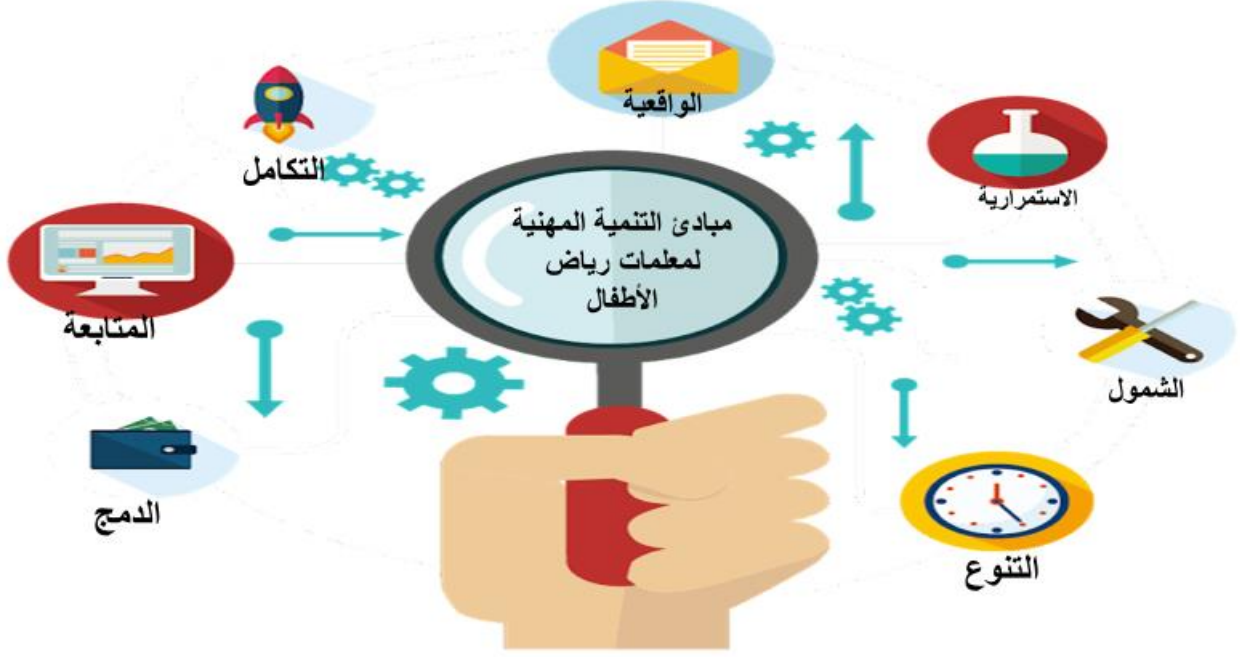 الواقعية
التكامل
الاستمرارية
مبادئ التنمية المهنية
لمعلمات رياض
الأطفال
المتابعة
الشمول
الدمج
التنوع